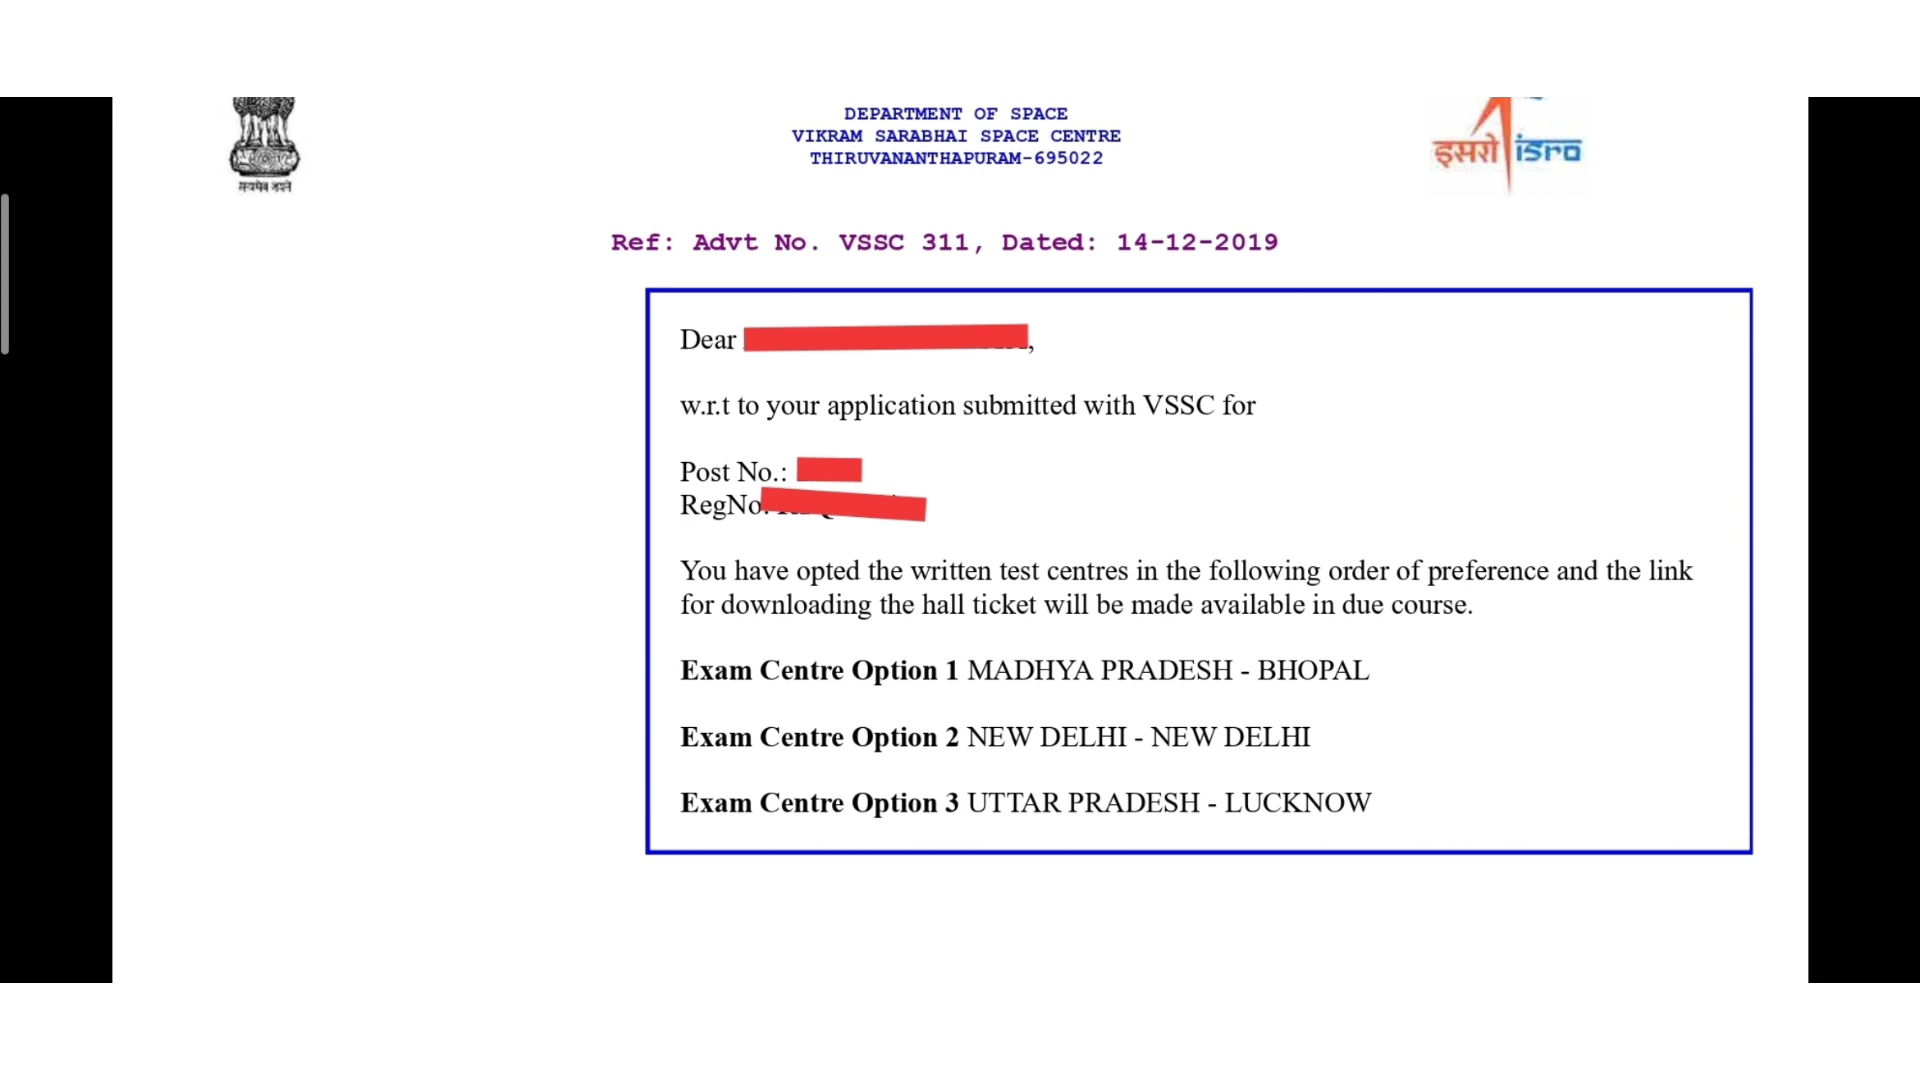 DEPARTMENT OF SPACE
VIKRAM SARABHAI SPACE CENTRE
THIRUVANANTHAPURAM-695022
सत्यमेव जयते
इसरो isro
Ref: Advt No. VSSC 311, Dated: 14-12-2019
Dear ,
w.r.t to your application submitted with VSSC for
Post No.:
RegNo.
You have opted the written test centres in the following order of preference and the link
for downloading the hall ticket will be made available in due course.
Exam Centre Option 1 MADHYA PRADESH - BHOPAL
Exam Centre Option 2 NEW DELHI - NEW DELHI
Exam Centre Option 3 UTTAR PRADESH - LUCKNOW